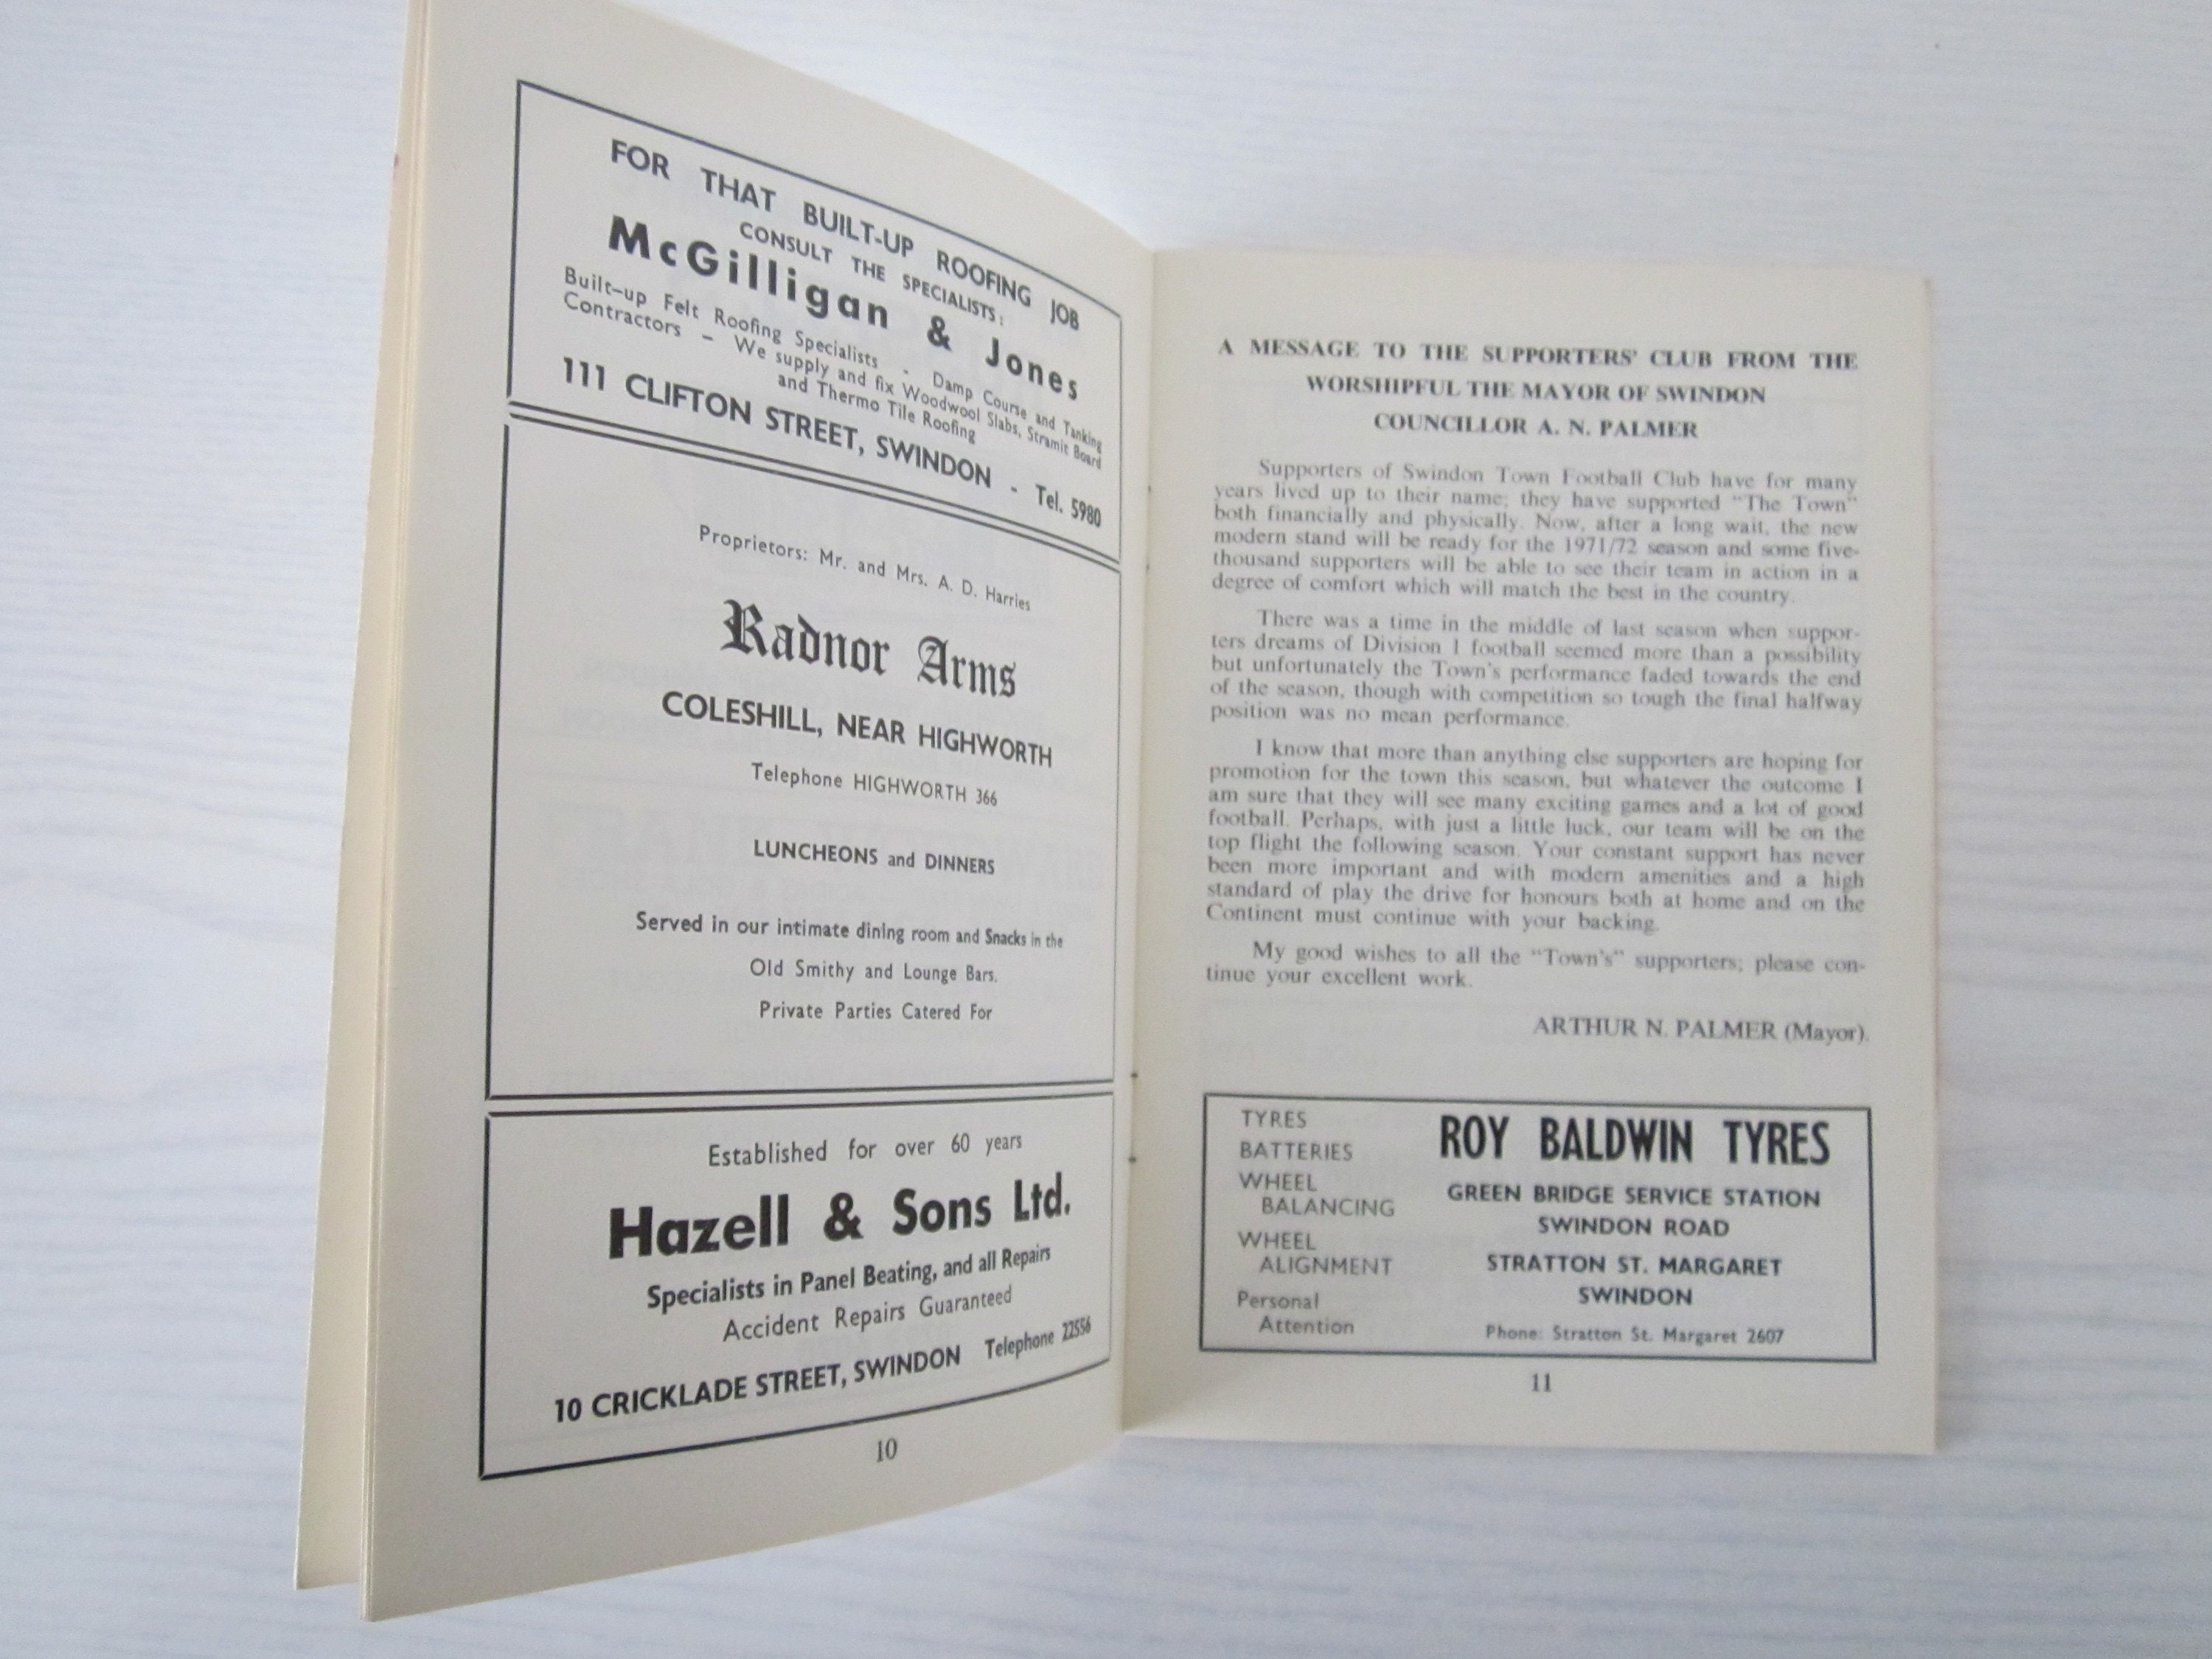 FOR THAT BUILT-UP ROOFING JOB
CONSULT THE SPECIALISTS:
McGilligan & Jones
Built-up Felt Roofing Specialists - Damp Course and Tanking
Contractors - We supply and fix Woodwool Slabs, Stramit Board
and Thermo Tile Roofing
111 CLIFTON STREET, SWINDON - Tel. 5980
Proprietors: Mr. and Mrs. A. D. Harries
Radnor Arms
COLESHILL, NEAR HIGHWORTH
Telephone HIGHWORTH 366
LUNCHEONS and DINNERS
Served in our intimate dining room and Snacks in the
Old Smithy and Lounge Bars.
Private Parties Catered For
Established for over 60 years
Hazell & Sons Ltd.
Specialists in Panel Beating, and all Repairs
Accident Repairs Guaranteed
10 CRICKLADE STREET, SWINDON Telephone 22556
10
A MESSAGE TO THE SUPPORTERS' CLUB FROM THE
WORSHIPFUL THE MAYOR OF SWINDON
COUNCILLOR A. N. PALMER
Supporters of Swindon Town Football Club have for many
years lived up to their name; they have supported "The Town"
both financially and physically. Now, after a long wait, the new
modern stand will be ready for the 1971/72 season and some five-
thousand supporters will be able to see their team in action in a
degree of comfort which will match the best in the country.
There was a time in the middle of last season when suppor-
ters dreams of Division 1 football seemed more than a possibility
but unfortunately the Town's performance faded towards the end
of the season, though with competition so tough the final halfway
position was no mean performance.
I know that more than anything else supporters are hoping for
promotion for the town this season, but whatever the outcome I
am sure that they will see many exciting games and a lot of good
football. Perhaps, with just a little luck, our team will be on the
top flight the following season. Your constant support has never
been more important and with modern amenities and a high
standard of play the drive for honours both at home and on the
Continent must continue with your backing.
My good wishes to all the "Town's" supporters; please con-
tinue your excellent work.
ARTHUR N. PALMER (Mayor).
TYRES
BATTERIES
WHEEL
BALANCING
WHEEL
ALIGNMENT
Personal
Attention
ROY BALDWIN TYRES
GREEN BRIDGE SERVICE STATION
SWINDON ROAD
STRATTON ST. MARGARET
SWINDON
Phone: Stratton St. Margaret 2607
11